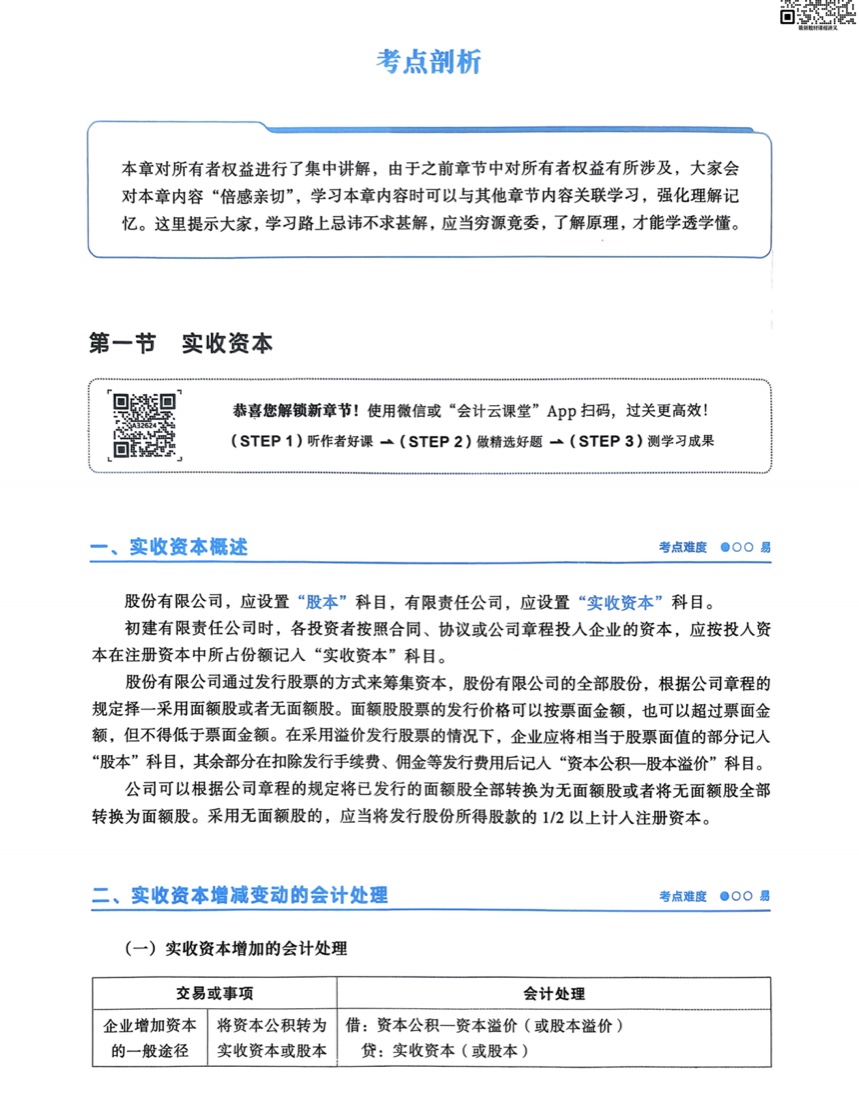 最新教材课程讲义
考点剖析
本章对所有者权益进行了集中讲解，由于之前章节中对所有者权益有所涉及，大家会
对本章内容“倍感亲切”，学习本章内容时可以与其他章节内容关联学习，强化理解记
忆。这里提示大家，学习路上忌讳不求甚解，应当穷源竟委，了解原理，才能学透学懂。
第一节 实收资本
恭喜您解锁新章节！使用微信或“会计云课堂”App 扫码，过关更高效！
A32624
（STEP 1）听作者好课 ⇀（STEP 2）做精选好题 ⇀（STEP 3）测学习成果
一、实收资本概述 考点难度 ●○○ 易
股份有限公司，应设置“股本”科目，有限责任公司，应设置“实收资本”科目。
初建有限责任公司时，各投资者按照合同、协议或公司章程投入企业的资本，应按投入资
本在注册资本中所占份额记入“实收资本”科目。
股份有限公司通过发行股票的方式来筹集资本，股份有限公司的全部股份，根据公司章程的
规定择一采用面额股或者无面额股。面额股股票的发行价格可以按票面金额，也可以超过票面金
额，但不得低于票面金额。在采用溢价发行股票的情况下，企业应将相当于股票面值的部分记入
“股本”科目，其余部分在扣除发行手续费、佣金等发行费用后记入“资本公积—股本溢价”科目。
公司可以根据公司章程的规定将已发行的面额股全部转换为无面额股或者将无面额股全部
转换为面额股。采用无面额股的，应当将发行股份所得股款的 1/2 以上计入注册资本。
二、实收资本增减变动的会计处理 考点难度 ●○○ 易
（一）实收资本增加的会计处理
交易或事项 会计处理
企业增加资本 将资本公积转为 借：资本公积—资本溢价（或股本溢价）
的一般途径 实收资本或股本 贷：实收资本（或股本）